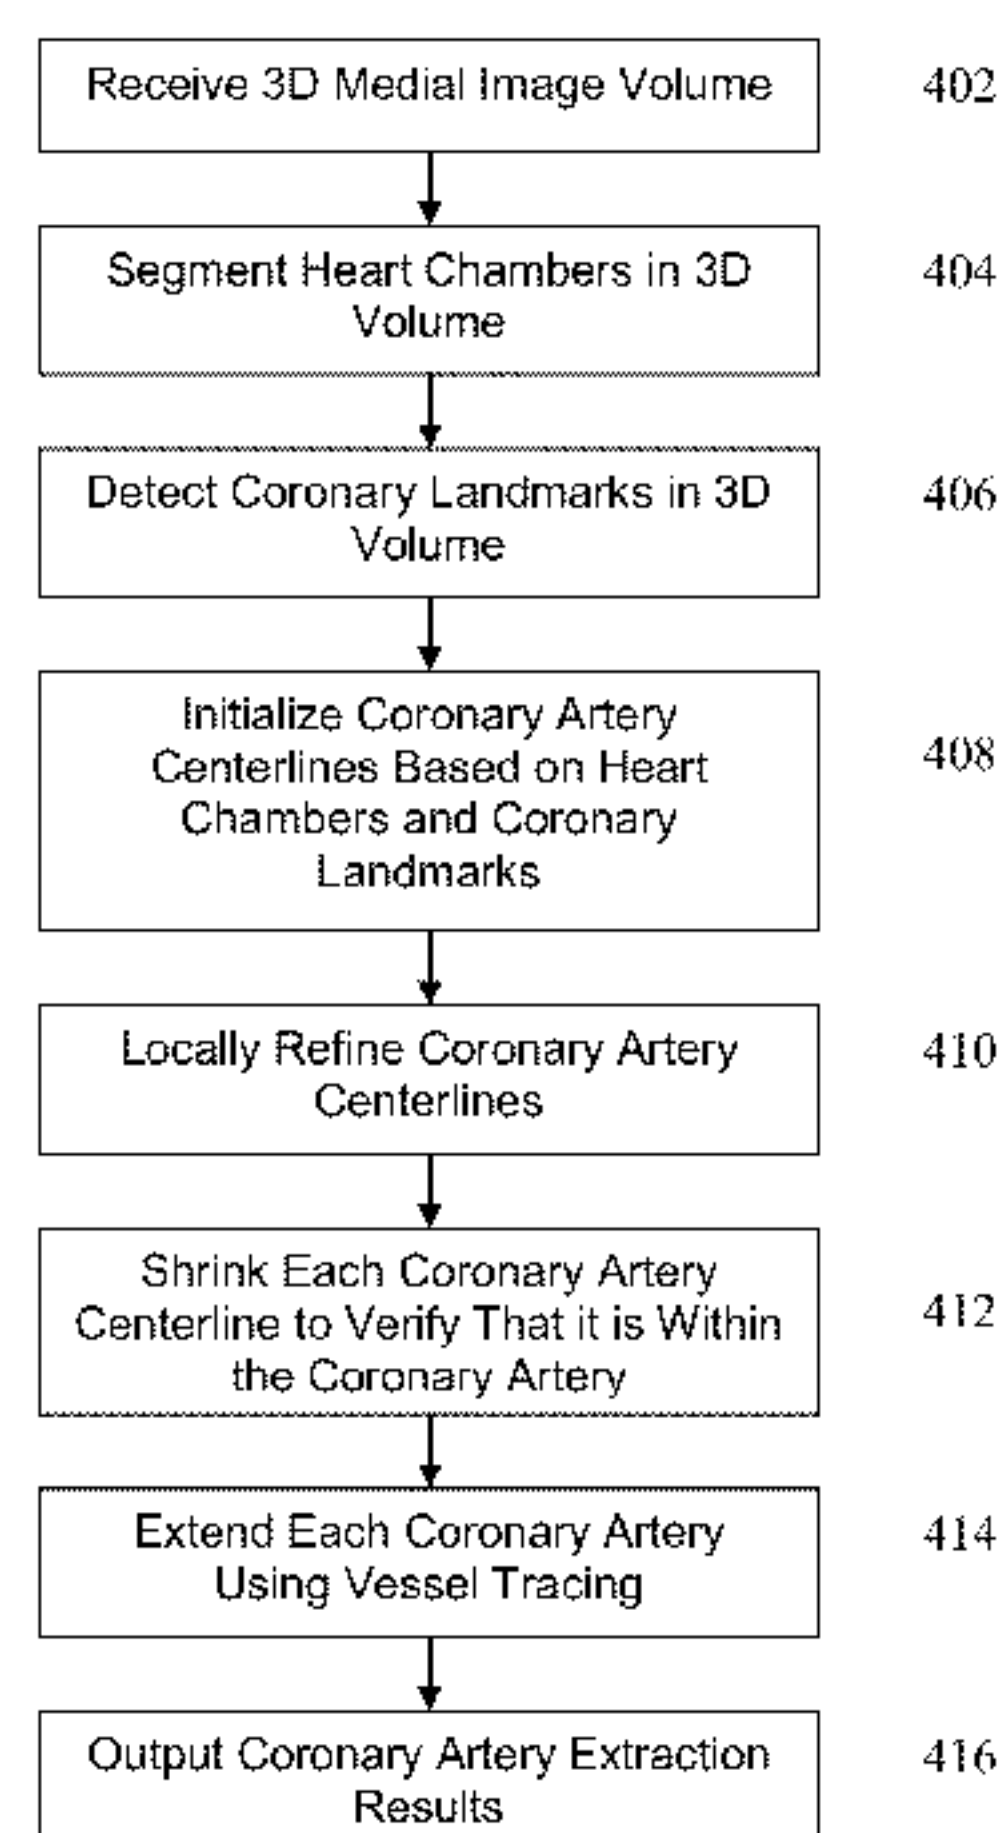 Receive 3D Medial Image Volume 402
Segment Heart Chambers in 3D 404
Volume
Detect Coronary Landmarks in 3D 406
Volume
Initialize Coronary Artery
Centerlines Based on Heart 408
Chambers and Coronary
Landmarks
Locally Refine Coronary Artery 410
Centerlines
Shrink Each Coronary Artery
Centerline to Verify That it is Within 412
the Coronary Artery
Extend Each Coronary Artery 414
Using Vessel Tracing
Output Coronary Artery Extraction 416
Results